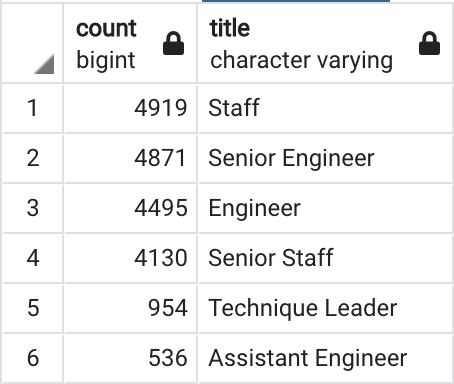 count title
bigint character varying
1 4919 Staff
2 4871 Senior Engineer
3 4495 Engineer
4 4130 Senior Staff
5 954 Technique Leader
6 536 Assistant Engineer